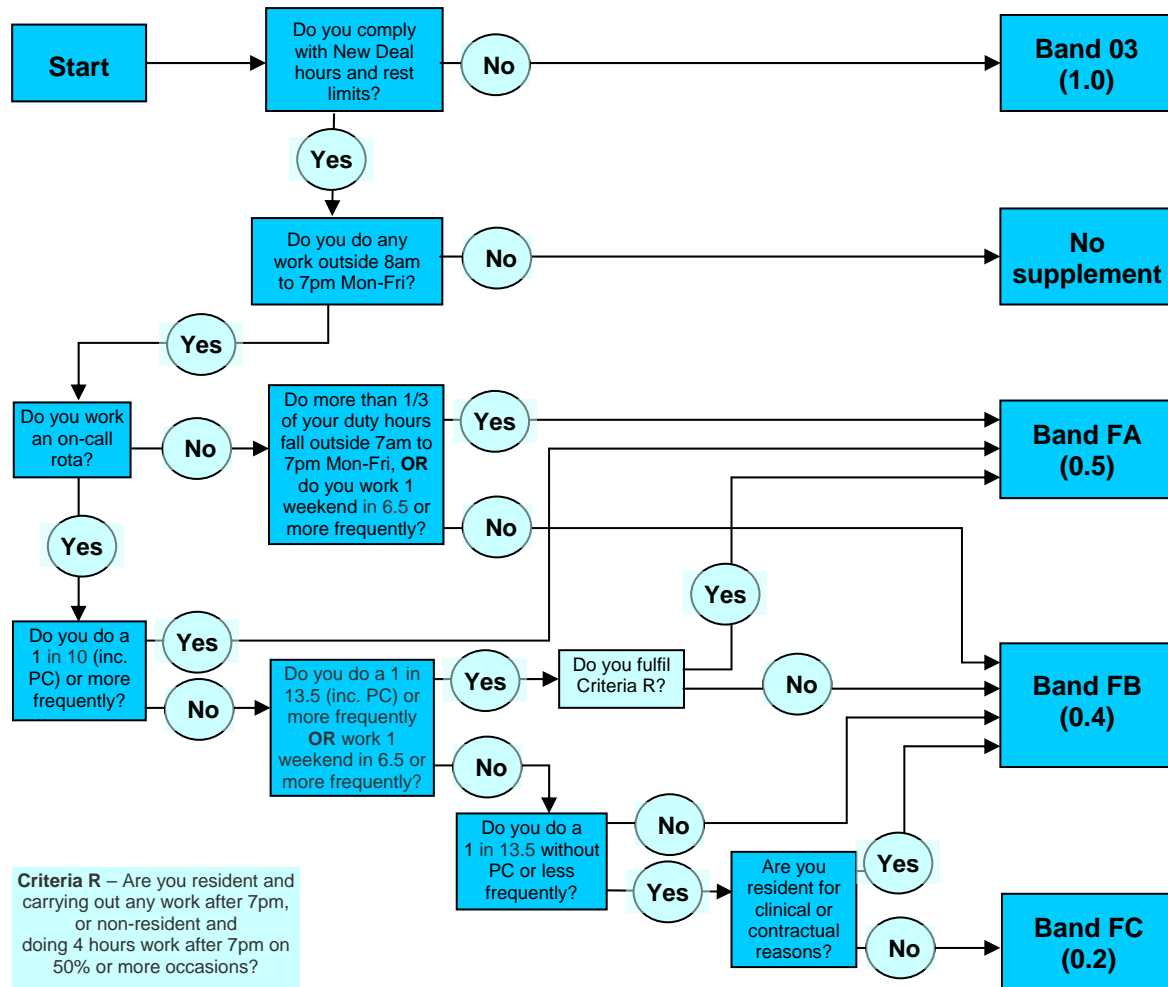 Start
Do you comply
with New Deal
hours and rest
limits?
No
Band 03
(1.0)
Yes
Do you do any
work outside 8am
to 7pm Mon-Fri?
No
No
supplement
Yes
Do you work
an on-call
rota?
No
Do more than 1/3
of your duty hours
fall outside 7am to
7pm Mon-Fri, OR
do you work 1
weekend in 6.5 or
more frequently?
Yes
Band FA
(0.5)
No
Yes
Yes
Do you do a
1 in 10 (inc.
PC) or more
frequently?
Yes
No
Do you do a 1 in
13.5 (inc. PC) or
more frequently
OR work 1
weekend in 6.5 or
more frequently?
Yes
Do you fulfil
Criteria R?
No
Band FB
(0.4)
No
Do you do a
1 in 13.5 without
PC or less
frequently?
No
Yes
Are you
resident for
clinical or
contractual
reasons?
Yes
No
Band FC
(0.2)
Criteria R – Are you resident and
carrying out any work after 7pm,
or non-resident and
doing 4 hours work after 7pm on
50% or more occasions?